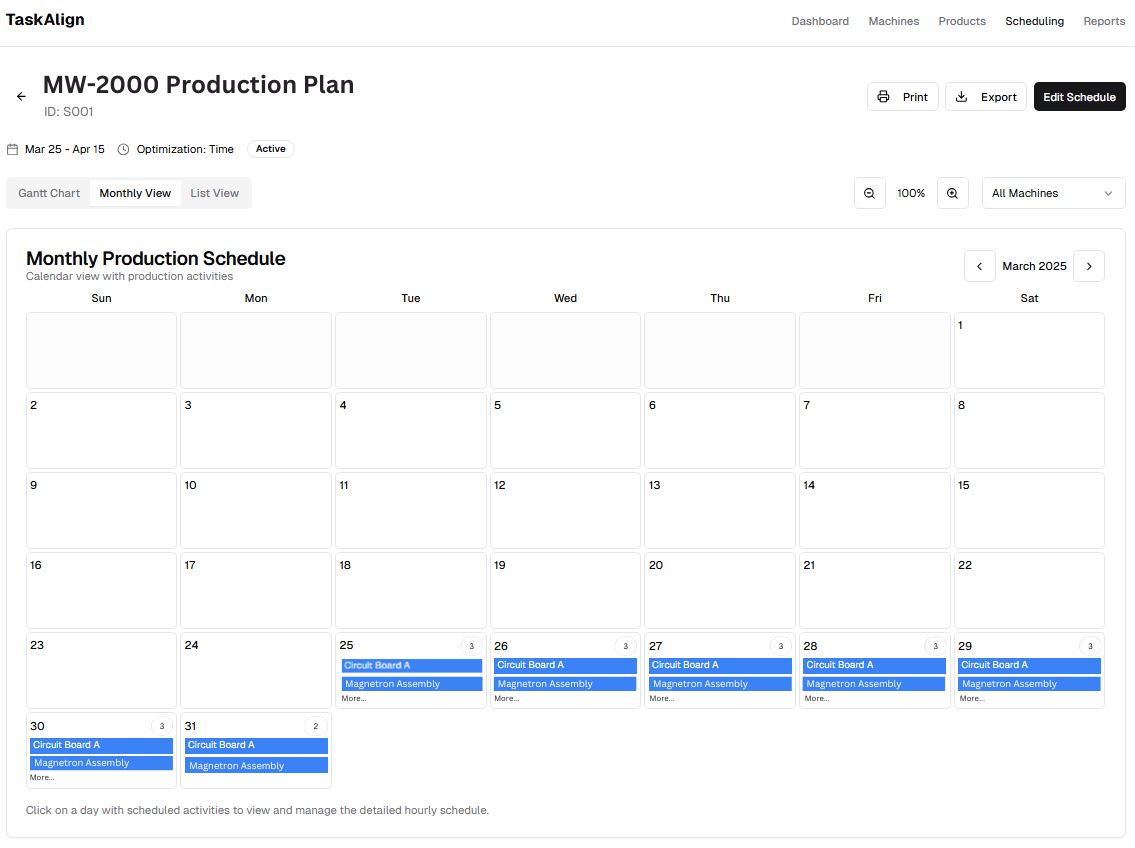 TaskAlign
Dashboard Machines Products Scheduling Reports
MW-2000 Production Plan
ID: S001
Print Export Edit Schedule
Mar 25 - Apr 15 Optimization: Time Active
Gantt Chart Monthly View List View
100% All Machines
Monthly Production Schedule
Calendar view with production activities
March 2025
Sun Mon Tue Wed Thu Fri Sat
1
2 3 4 5 6 7 8
9 10 11 12 13 14 15
16 17 18 19 20 21 22
23 24 25 3 26 3 27 3 28 3 29 3
Circuit Board A Circuit Board A Circuit Board A Circuit Board A Circuit Board A
Magnetron Assembly Magnetron Assembly Magnetron Assembly Magnetron Assembly Magnetron Assembly
More... More... More... More... More...
30 3 31 2
Circuit Board A Circuit Board A
Magnetron Assembly Magnetron Assembly
More...
Click on a day with scheduled activities to view and manage the detailed hourly schedule.